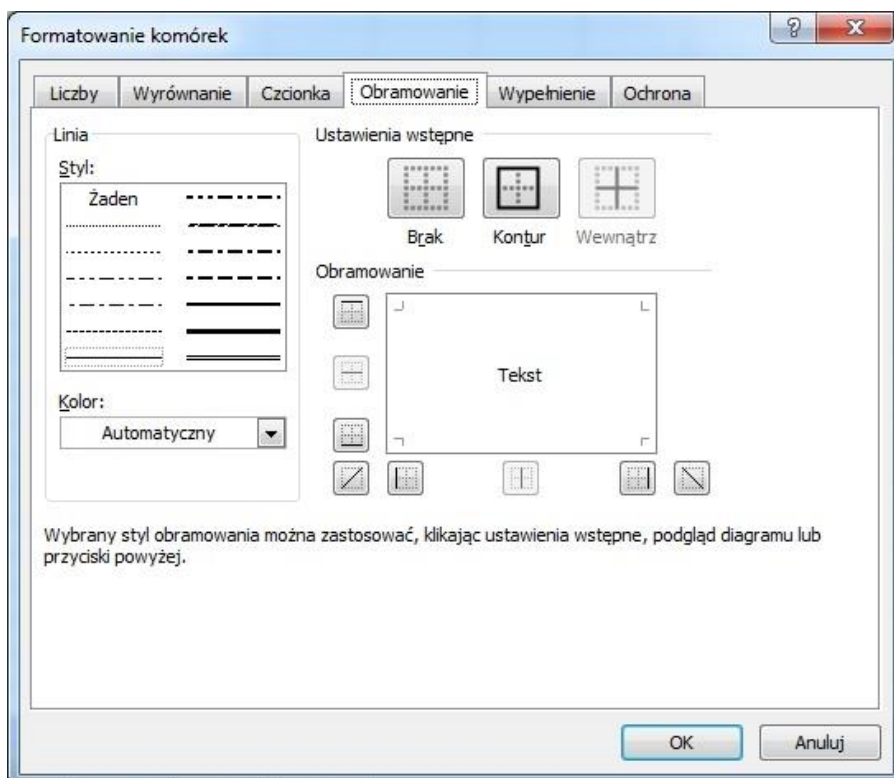 Formatowanie komórek
Liczby Wyrównanie Czcionka Obramowanie Wypełnienie Ochrona
Linia
Styl:
Żaden
Kolor:
Automatyczny
Ustawienia wstępne
Brak Kontur Wewnątrz
Obramowanie
Tekst
Wybrany styl obramowania można zastosować, klikając ustawienia wstępne, podgląd diagramu lub
przyciski powyżej.
OK Anuluj